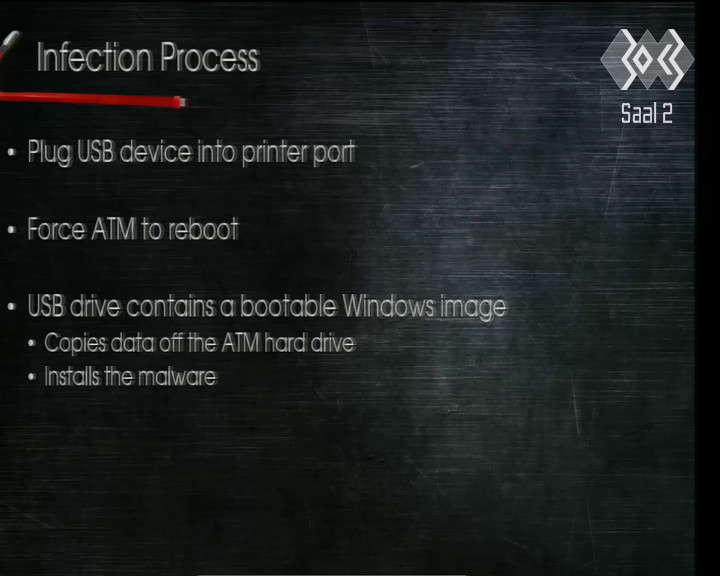 Infection Process
Saal 2
• Plug USB device into printer port
• Force ATM to reboot
• USB drive contains a bootable Windows image
• Copies data off the ATM hard drive
• Installs the malware